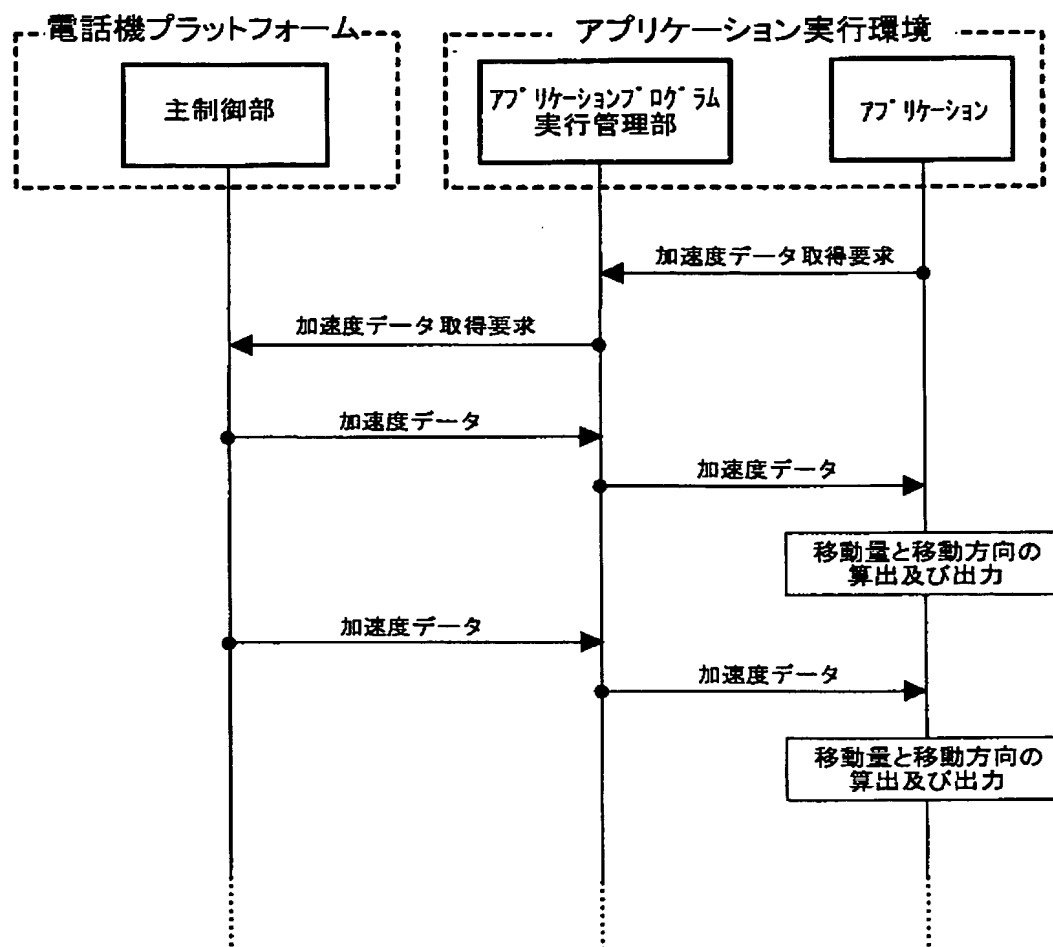 電話機プラットフォーム
アプリケーション実行環境
主制御部
アプリケーションプログラム
実行管理部
アプリケーション
加速度データ取得要求
加速度データ取得要求
加速度データ
加速度データ
移動量と移動方向の
算出及び出力
加速度データ
加速度データ
移動量と移動方向の
算出及び出力